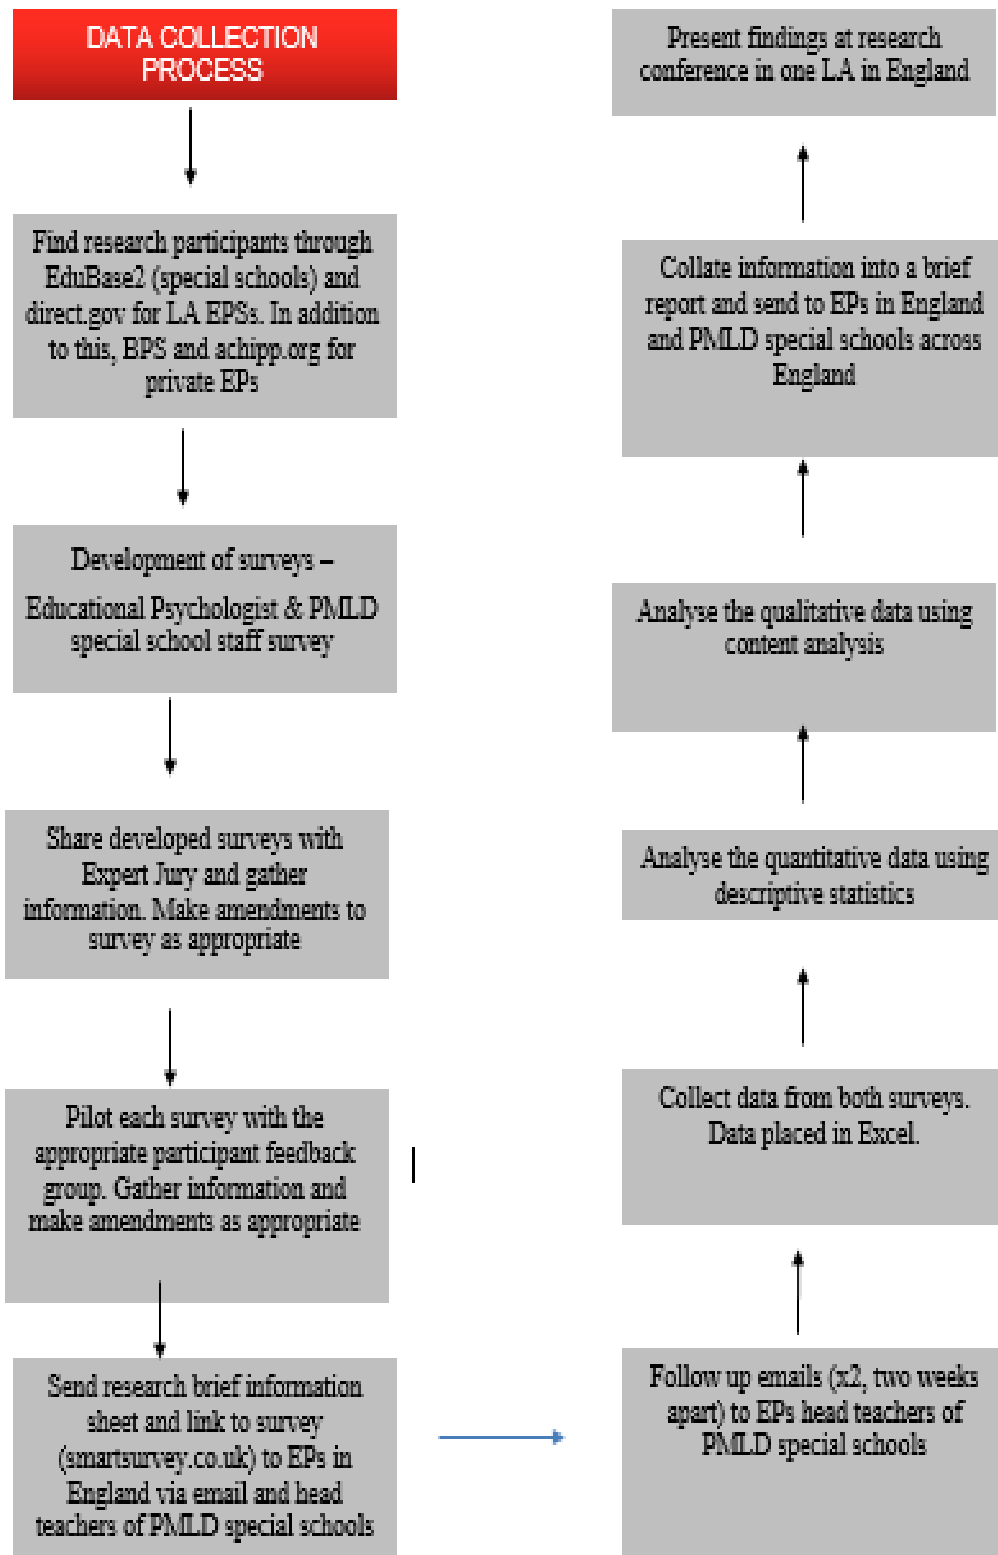 DATA COLLECTION
PROCESS
Find research participants through
EduBase2 (special schools) and
direct.gov for LA EPSs. In addition
to this, BPS and achipp.org for
private EPs
Development of surveys –
Educational Psychologist & PMLD
special school staff survey
Share developed surveys with
Expert Jury and gather
information. Make amendments to
survey as appropriate
Pilot each survey with the
appropriate participant feedback
group. Gather information and
make amendments as appropriate
Send research brief information
sheet and link to survey
(smartsurvey.co.uk) to EPs in
England via email and head
teachers of PMLD special schools
Follow up emails (x2, two weeks
apart) to EPs head teachers of
PMLD special schools
Collect data from both surveys.
Data placed in Excel.
Analyse the quantitative data using
descriptive statistics
Analyse the qualitative data using
content analysis
Collate information into a brief
report and send to EPs in England
and PMLD special schools across
England
Present findings at research
conference in one LA in England